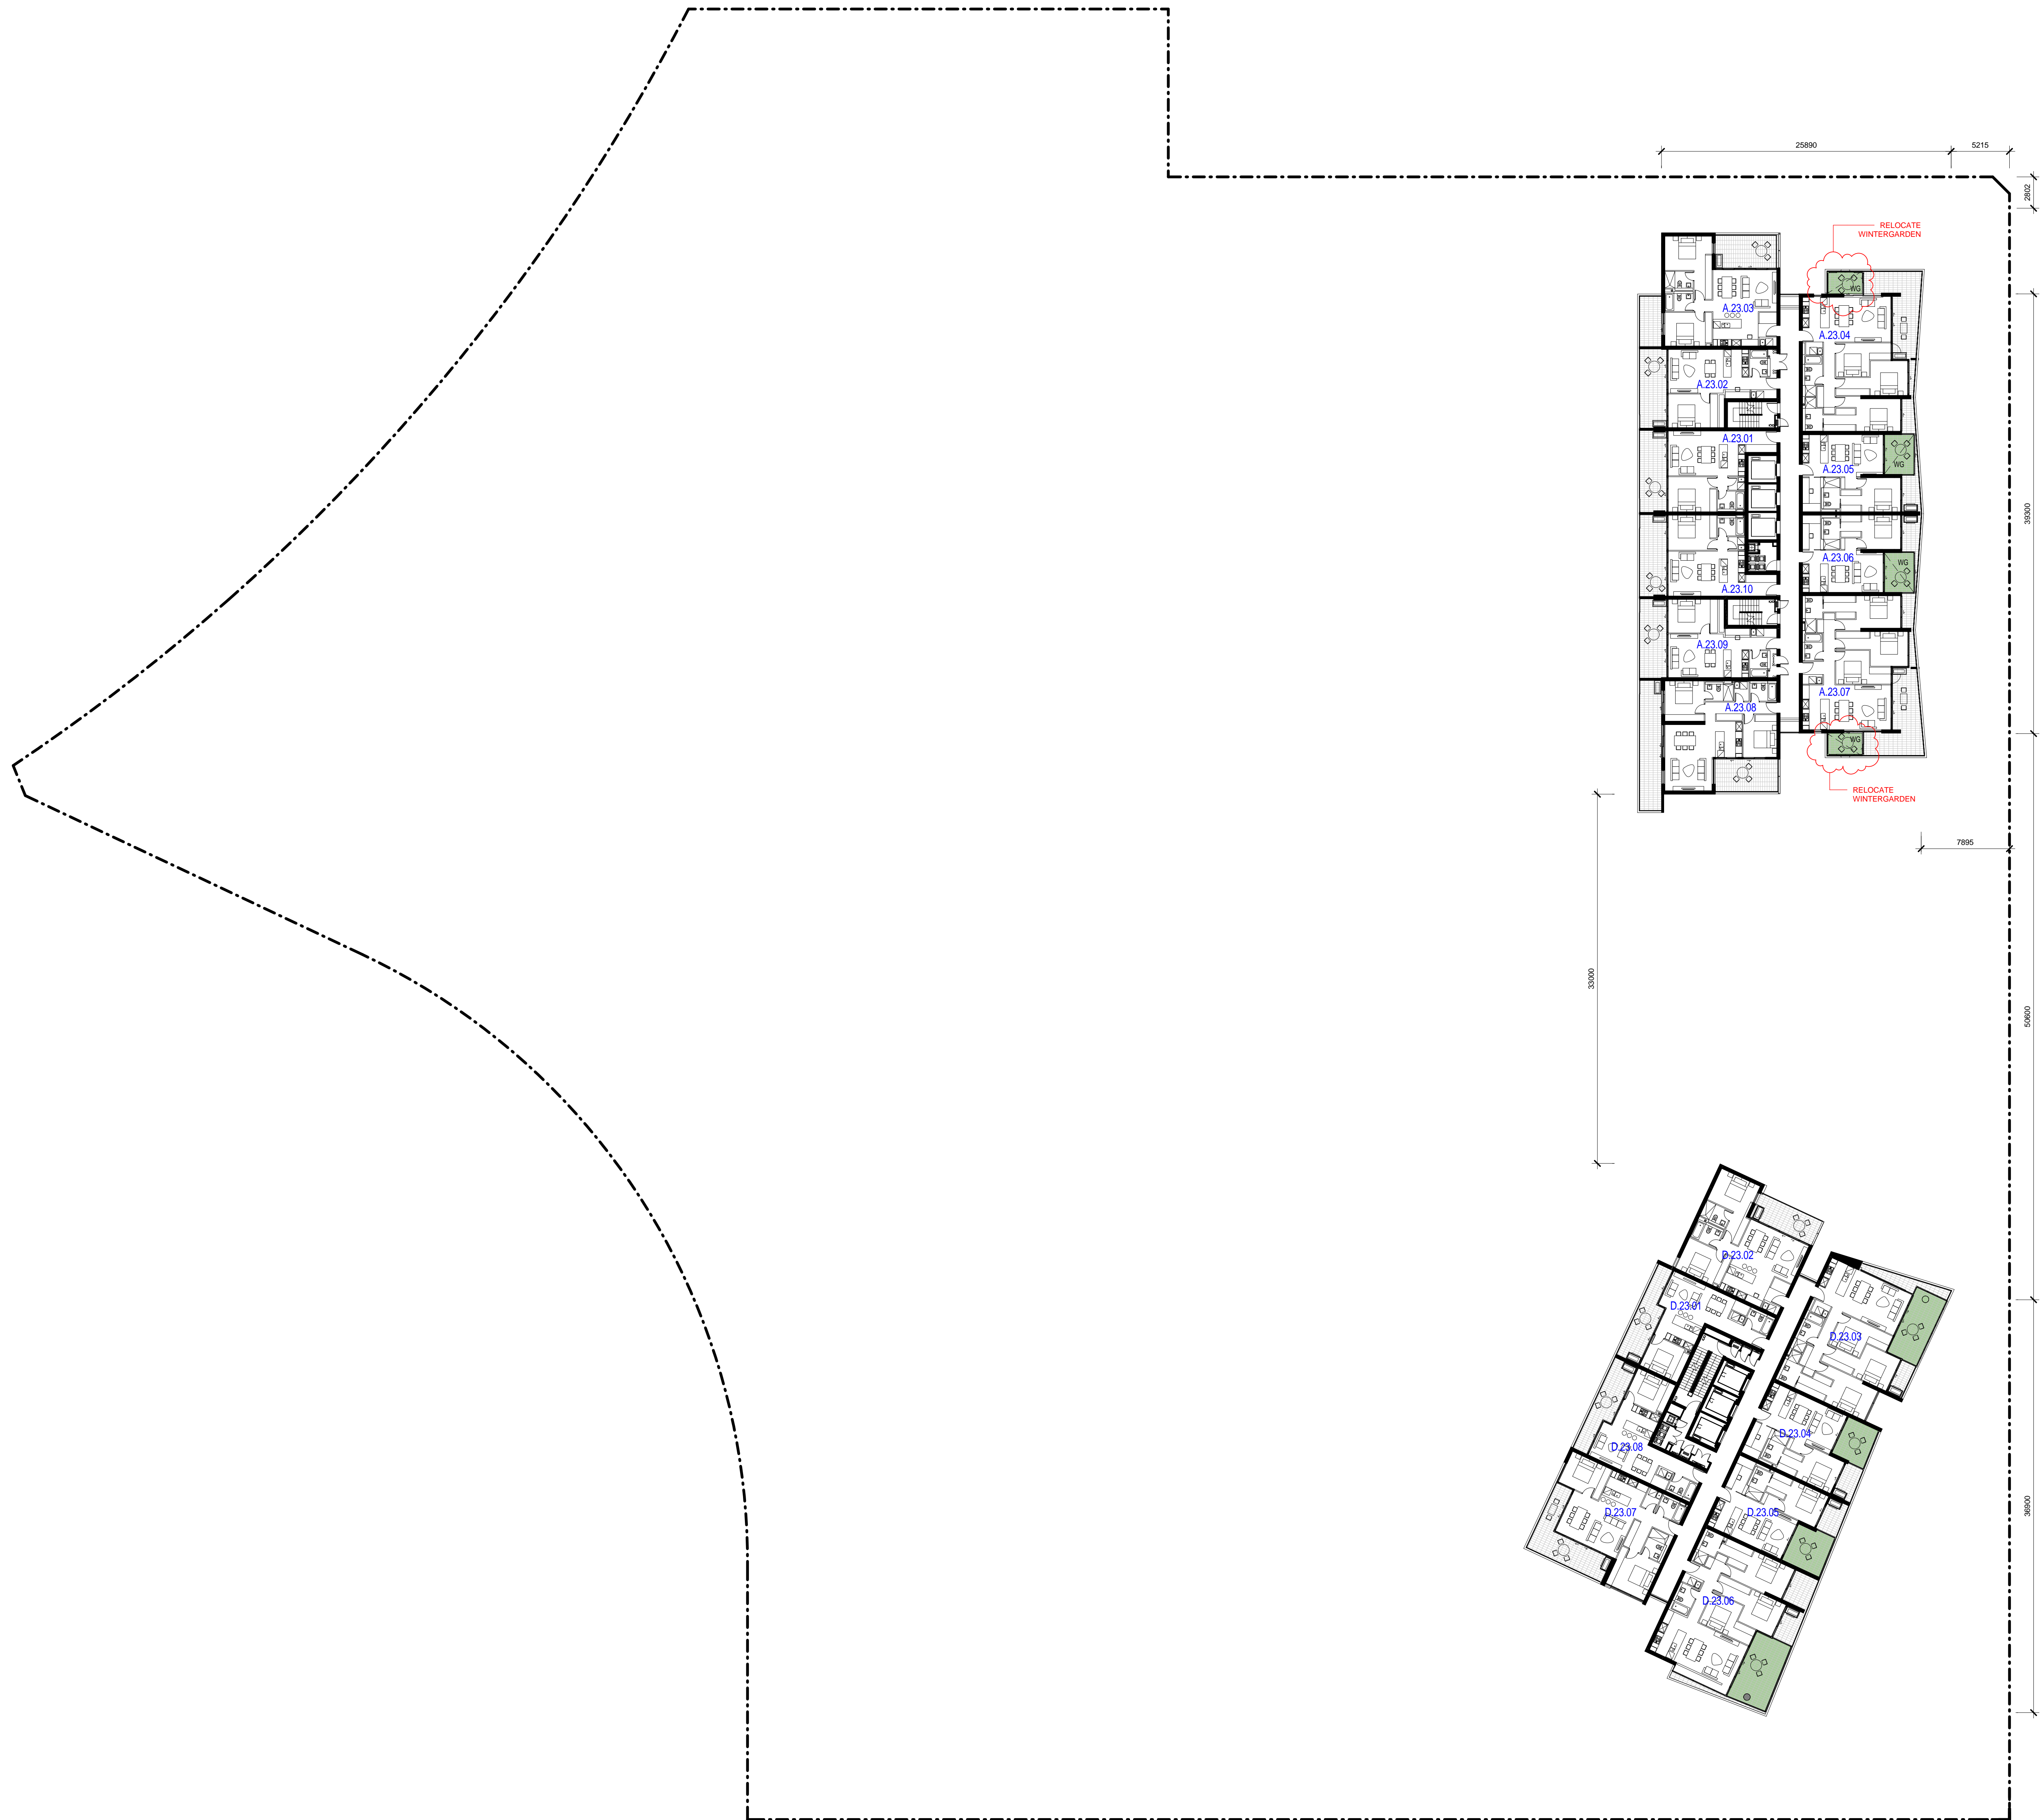 25890
5215
2802
RELOCATE
WINTERGARDEN
WG
A.23.03
A.23.04
A.23.02
A.23.01
WG
A.23.05
39300
A.23.06
WG
A.23.10
A.23.09
A.23.07
A.23.08
WG
RELOCATE
WINTERGARDEN
7895
33000
50600
D.23.02
D.23.01
D.23.03
D.23.04
D.23.08
D.23.07
D.23.05
36900
D.23.06